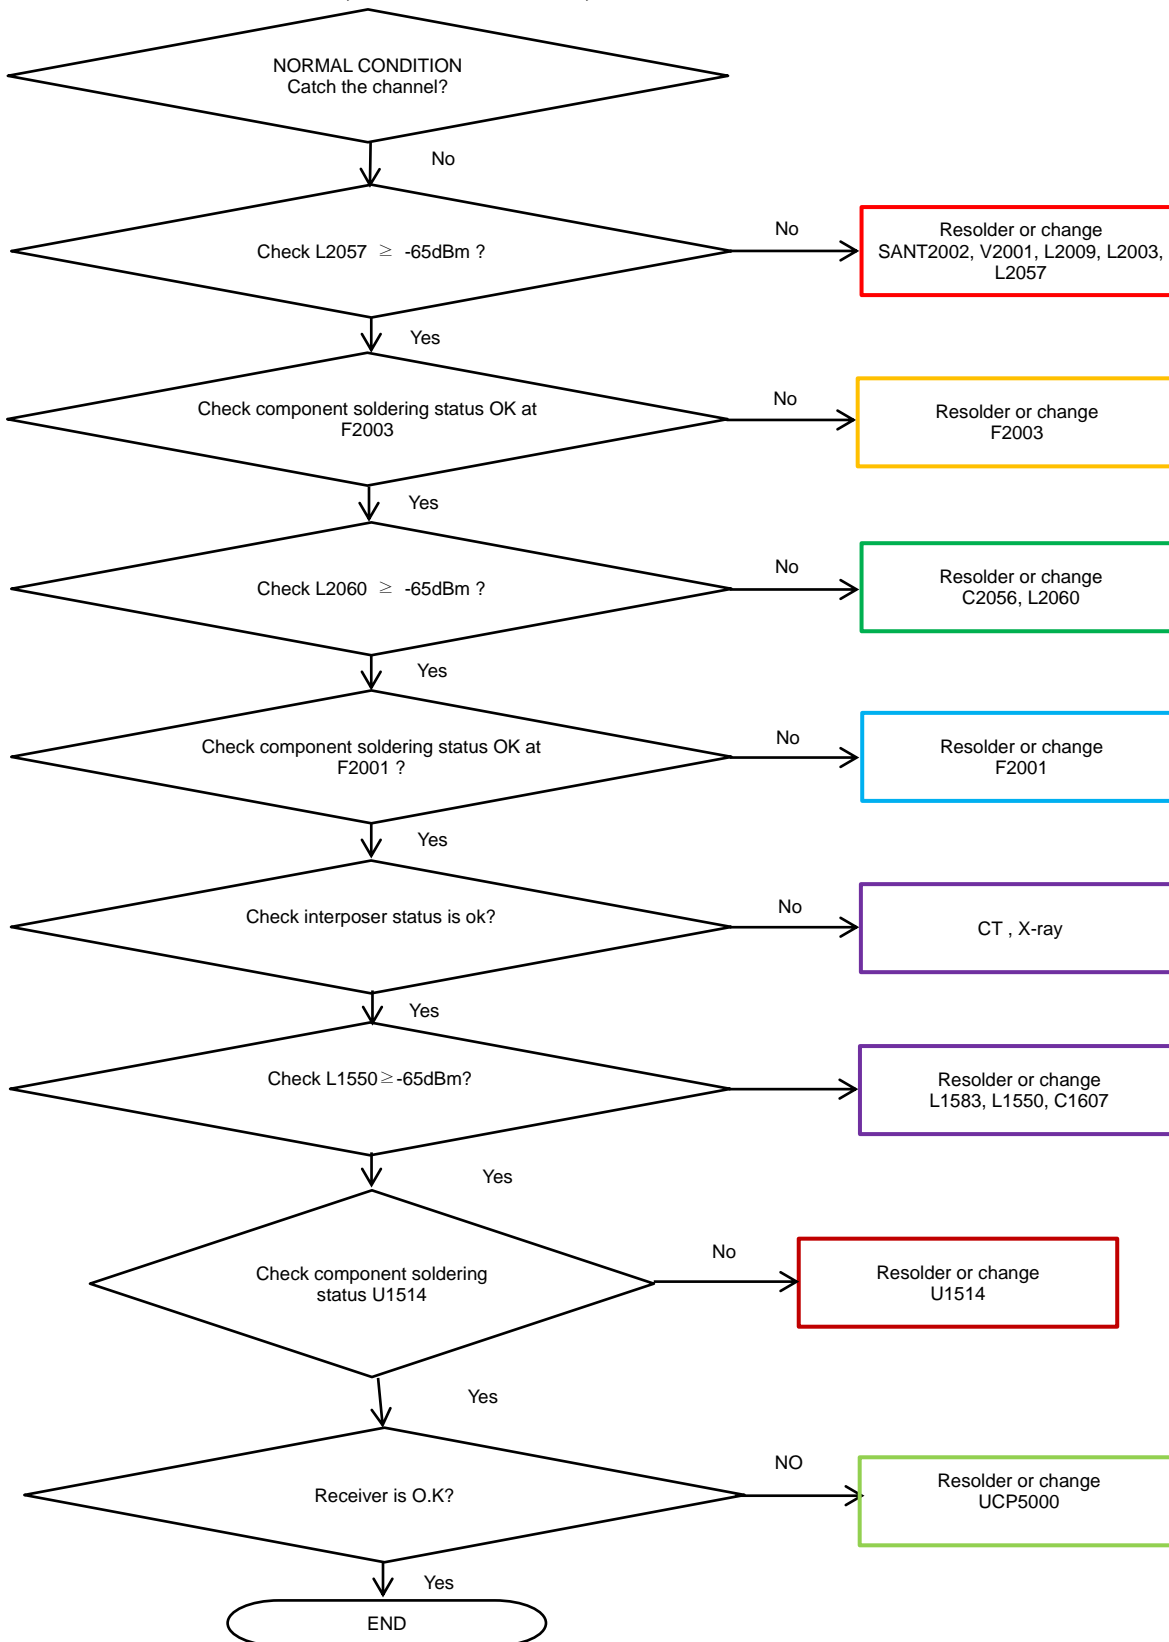 NORMAL CONDITION
Catch the channel?
No
Check L2057 ≥ -65dBm ?
No
Resolder or change
SANT2002, V2001, L2009, L2003,
L2057
Yes
Check component soldering status OK at
F2003
No
Resolder or change
F2003
Yes
Check L2060 ≥ -65dBm ?
No
Resolder or change
C2056, L2060
Yes
Check component soldering status OK at
F2001 ?
No
Resolder or change
F2001
Yes
Check interposer status is ok?
No
CT , X-ray
Yes
Check L1550≥-65dBm?
Resolder or change
L1583, L1550, C1607
Yes
Check component soldering
status U1514
No
Resolder or change
U1514
Yes
Receiver is O.K?
NO
Resolder or change
UCP5000
Yes
END